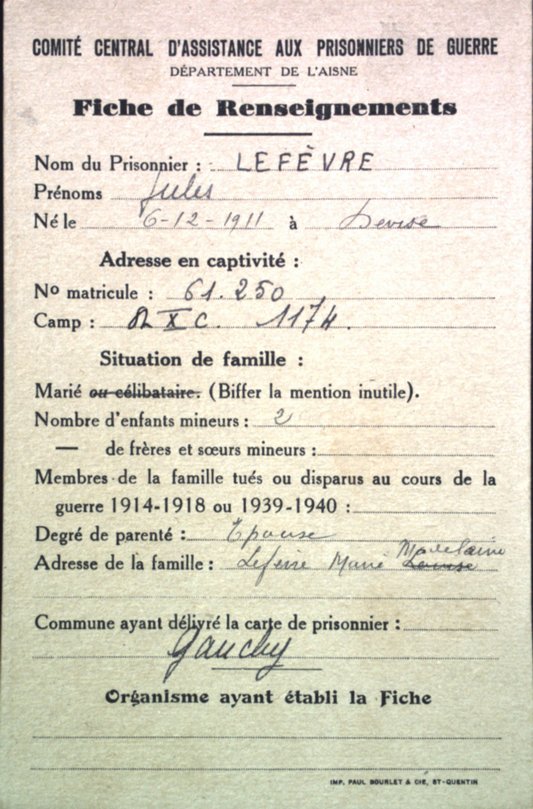 COMITÉ CENTRAL D'ASSISTANCE AUX PRISONNIERS DE GUERRE
DÉPARTEMENT DE L'AISNE
Fiche de Renseignements
Nom du Prisonnier : LEFÈVRE
Prénoms Jules
Né le 6-12-1911 à Devise
Adresse en captivité :
No matricule : 61.250
Camp : X C. 1174.
Situation de famille :
Marié ou célibataire. (Biffer la mention inutile).
Nombre d'enfants mineurs : 2
— de frères et sœurs mineurs :
Membres de la famille tués ou disparus au cours de la
guerre 1914-1918 ou 1939-1940 :
Degré de parenté : Epouse
Madelaine
Adresse de la famille : Lefèvre Marie
Commune ayant délivré la carte de prisonnier :
Gauchy
Organisme ayant établi la Fiche
IMP. PAUL BOURLET & CIE, ST-QUENTIN